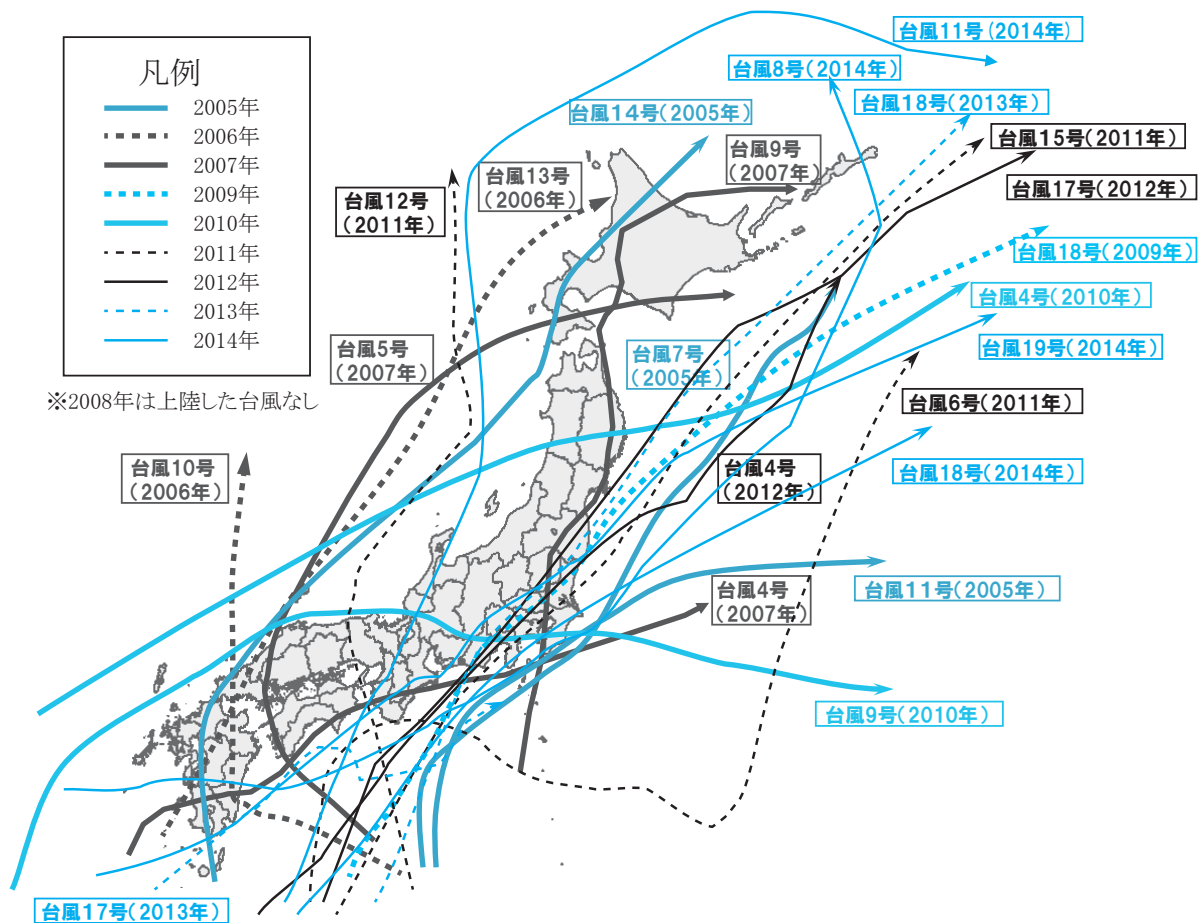 凡例
2005年
2006年
2007年
2009年
2010年
2011年
2012年
2013年
2014年
※2008年は上陸した台風なし
台風11号(2014年)
台風8号(2014年)
台風18号(2013年)
台風14号(2005年)
台風15号(2011年)
台風9号
(2007年)
台風13号
(2006年)
台風17号(2012年)
台風12号
(2011年)
台風18号(2009年)
台風4号(2010年)
台風5号
(2007年)
台風7号
(2005年)
台風19号(2014年)
台風6号(2011年)
台風10号
(2006年)
台風4号
(2012年)
台風18号(2014年)
台風11号(2005年)
台風4号
(2007年)
台風9号(2010年)
台風17号(2013年)